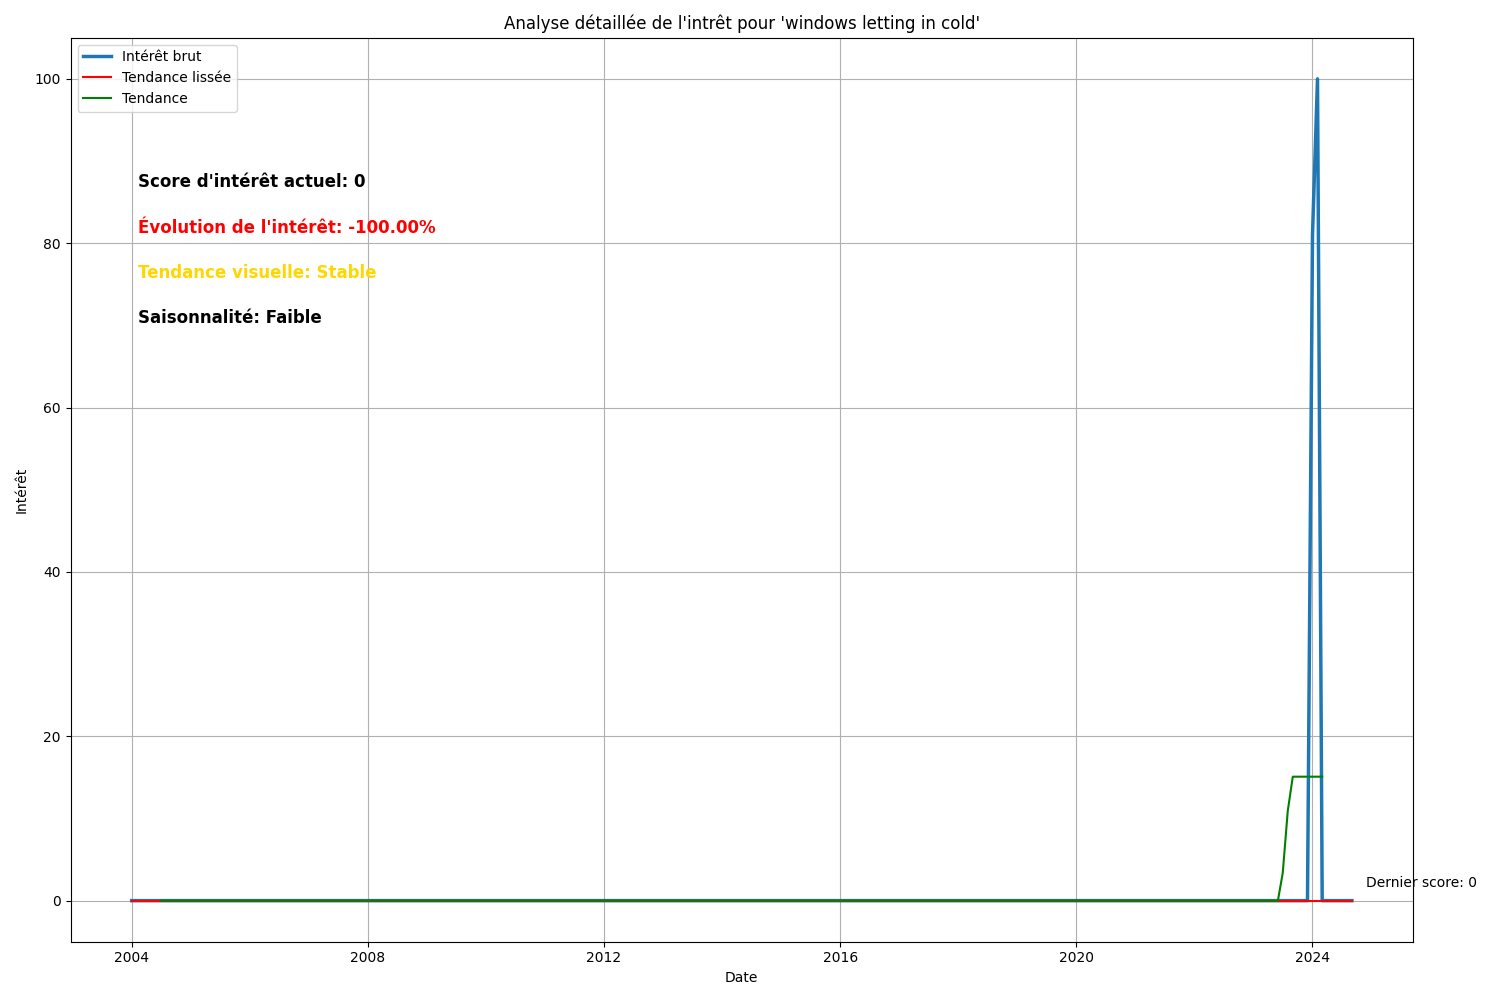 Analyse détaillée de l'intrêt pour 'windows letting in cold'
Intérêt brut
Tendance lissée
Tendance
Score d'intérêt actuel: 0
Évolution de l'intérêt: -100.00%
Tendance visuelle: Stable
Saisonnalité: Faible
Dernier score: 0
100
80
60
40
20
0
Intérêt
2004
2008
2012
2016
2020
2024
Date